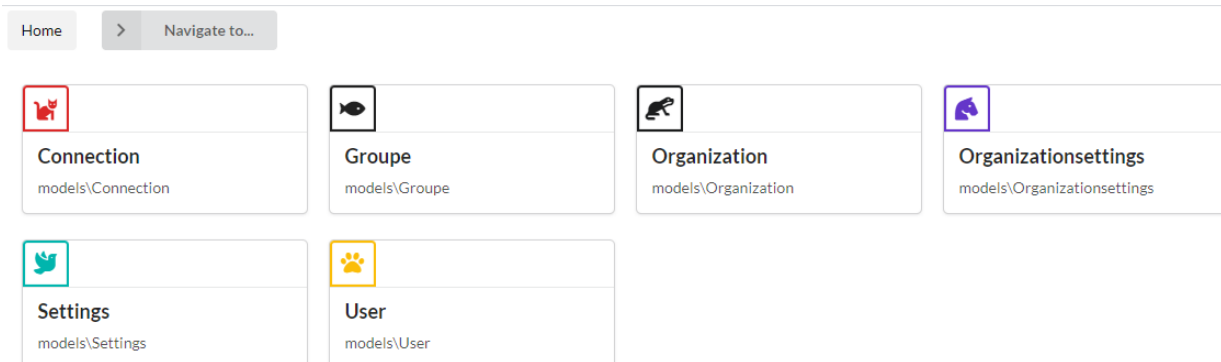 Home
Navigate to...
Connection
models\Connection
Groupe
models\Groupe
Organization
models\Organization
Organizationsettings
models\Organizationsettings
Settings
models\Settings
User
models\User